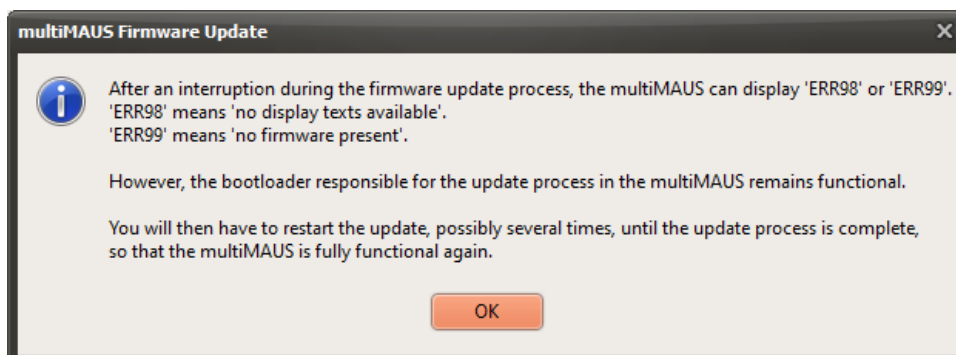 multiMAUS Firmware Update
After an interruption during the firmware update process, the multiMAUS can display 'ERR98' or 'ERR99'.
'ERR98' means 'no display texts available'.
'ERR99' means 'no firmware present'.
However, the bootloader responsible for the update process in the multiMAUS remains functional.
You will then have to restart the update, possibly several times, until the update process is complete,
so that the multiMAUS is fully functional again.
OK